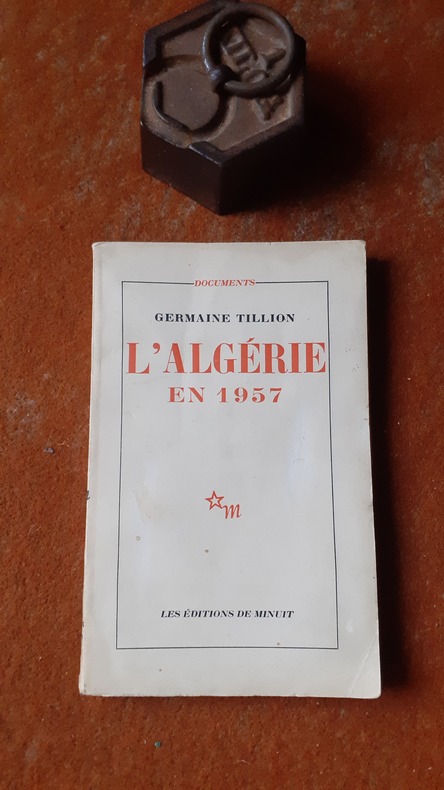 DOCUMENTS
GERMAINE TILLION
L'ALGÉRIE
EN 1957
m
LES ÉDITIONS DE MINUIT